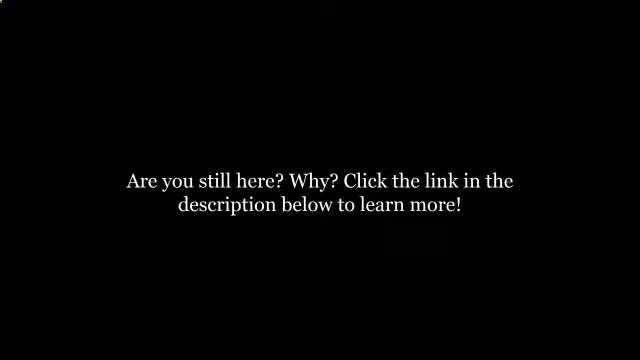 Are you still here? Why? Click the link in the
description below to learn more!